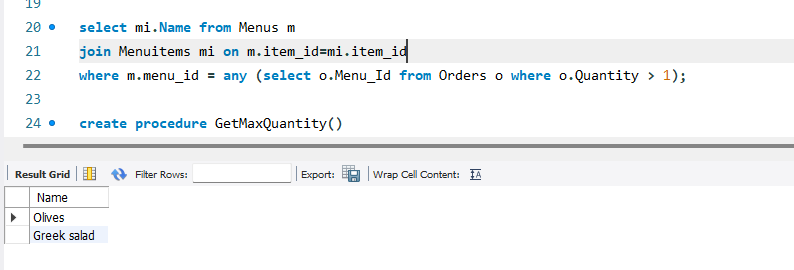 19
20 select mi.Name from Menus m
21 join Menuitems mi on m.item_id=mi.item_id
22 where m.menu_id = any (select o.Menu_Id from Orders o where o.Quantity > 1);
23
24 create procedure GetMaxQuantity()
Result Grid Filter Rows: Export: Wrap Cell Content: IA
Name
Olives
Greek salad